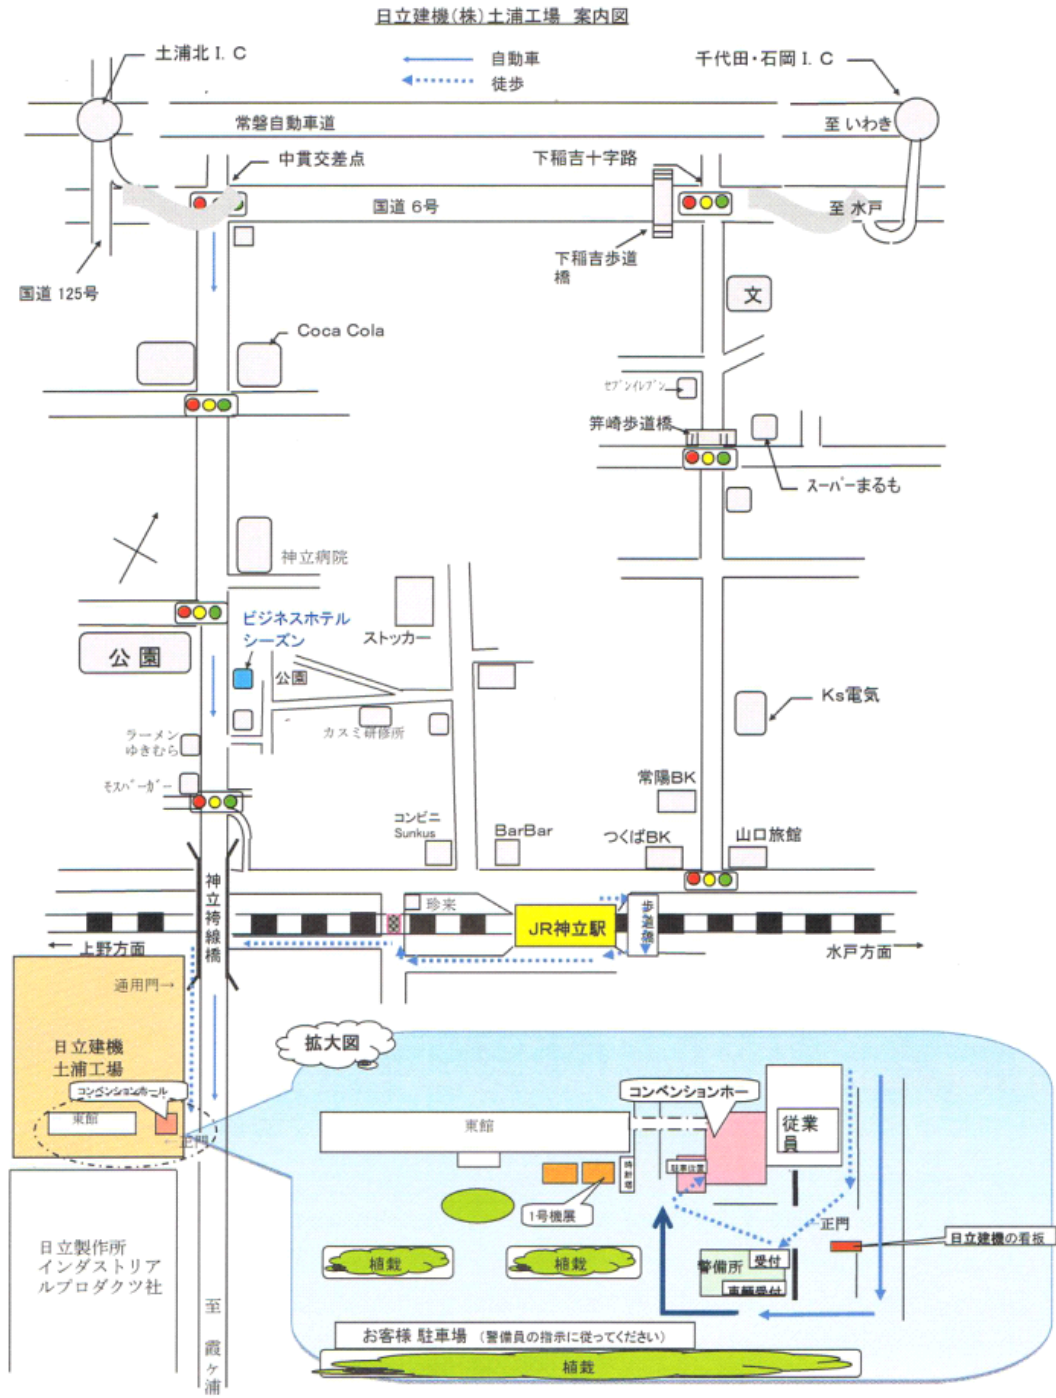 日立建機(株)土浦工場 案内図
土浦北 I. C
自動車
徒歩
千代田・石岡 I. C
常磐自動車道
至 いわき
中貫交差点
下稲吉十字路
国道 6号
至 水戸
下稲吉歩道
橋
国道 125号
文
Coca Cola
セブンイレブン
笄崎歩道橋
スーパーまるも
神立病院
ビジネスホテル
シーズン
ストッカー
公園
公園
Ks電気
カスミ研修所
ラーメン
ゆきむら
モスバーガー
常陽BK
コンビニ
Sunkus
BarBar
つくばBK
山口旅館
神立袴線橋
珍来
JR神立駅
歩道橋
上野方面
水戸方面
通用門→
日立建機
土浦工場
コンベンションホール
東館
←正門
拡大図
コンベンションホー
東館
従業
員
時計塔
駐車位置
1号機展
←正門
日立建機の看板
植栽
植栽
警備所
受付
車輌受付
日立製作所
インダストリア
ルプロダクツ社
至 霞ヶ浦
お客様 駐車場 (警備員の指示に従ってください)
植栽